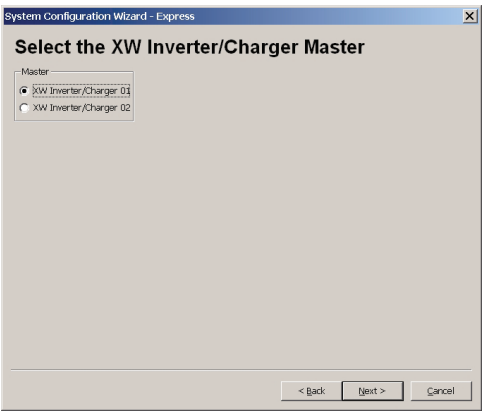 System Configuration Wizard - Express
Select the XW Inverter/Charger Master
Master
XW Inverter/Charger 01
XW Inverter/Charger 02
< Back Next > Cancel